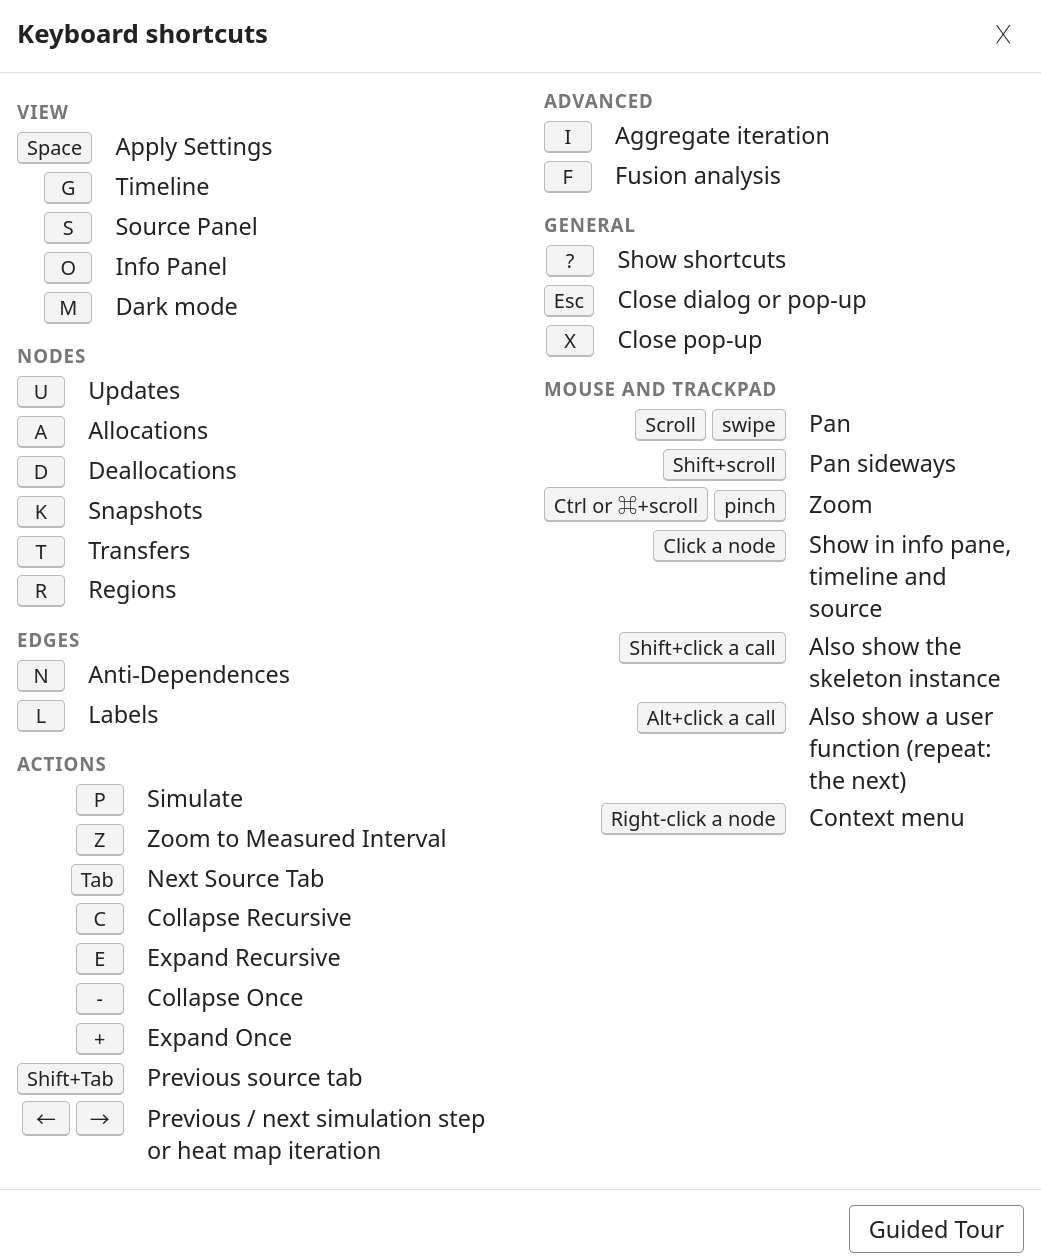 Keyboard shortcuts X
VIEW
Space Apply Settings
G Timeline
S Source Panel
O Info Panel
M Dark mode
NODES
U Updates
A Allocations
D Deallocations
K Snapshots
T Transfers
R Regions
EDGES
N Anti-Dependences
L Labels
ACTIONS
P Simulate
Z Zoom to Measured Interval
Tab Next Source Tab
C Collapse Recursive
E Expand Recursive
- Collapse Once
+ Expand Once
Shift+Tab Previous source tab
← → Previous / next simulation step
or heat map iteration
ADVANCED
I Aggregate iteration
F Fusion analysis
GENERAL
? Show shortcuts
Esc Close dialog or pop-up
X Close pop-up
MOUSE AND TRACKPAD
Scroll swipe Pan
Shift+scroll Pan sideways
Ctrl or ⌘+scroll pinch Zoom
Click a node Show in info pane,
timeline and
source
Shift+click a call Also show the
skeleton instance
Alt+click a call Also show a user
function (repeat:
the next)
Right-click a node Context menu
Guided Tour